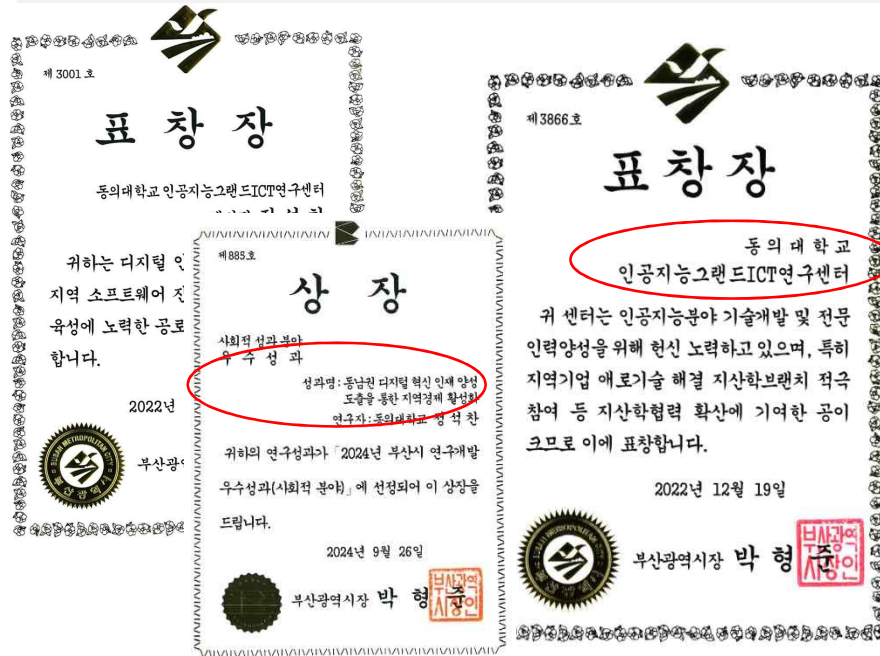 제 3001 호
표 창 장
동의대학교 인공지능그랜드ICT연구센터
귀하는 디지털
지역 소프트웨어
육성에 노력한 공로
합니다.
2022년
BUSAN METROPOLITAN CITY
부산광역시
제885호
상 장
사회적 성과 분야
우 수 성 과
성과명 : 동남권 디지털 혁신 인재 양성
도출을 통한 지역경제 활성화
연구자 : 동의대학교 정 석 찬
귀하의 연구성과가 「2024년 부산시 연구개발
우수성과(사회적 분야)」에 선정되어 이 상장을
드립니다.
2024년 9월 26일
부산광역시장 박 형 준
부산광역
시장인
제3866호
표 창 장
동 의 대 학 교
인공지능그랜드ICT연구센터
귀 센터는 인공지능분야 기술개발 및 전문
인력양성을 위해 헌신 노력하고 있으며, 특히
지역기업 애로기술 해결 지산학브랜치 적극
참여 등 지산학협력 확산에 기여한 공이
크므로 이에 표창합니다.
2022년 12월 19일
부산광역시장 박 형 준
부산광역
시장인